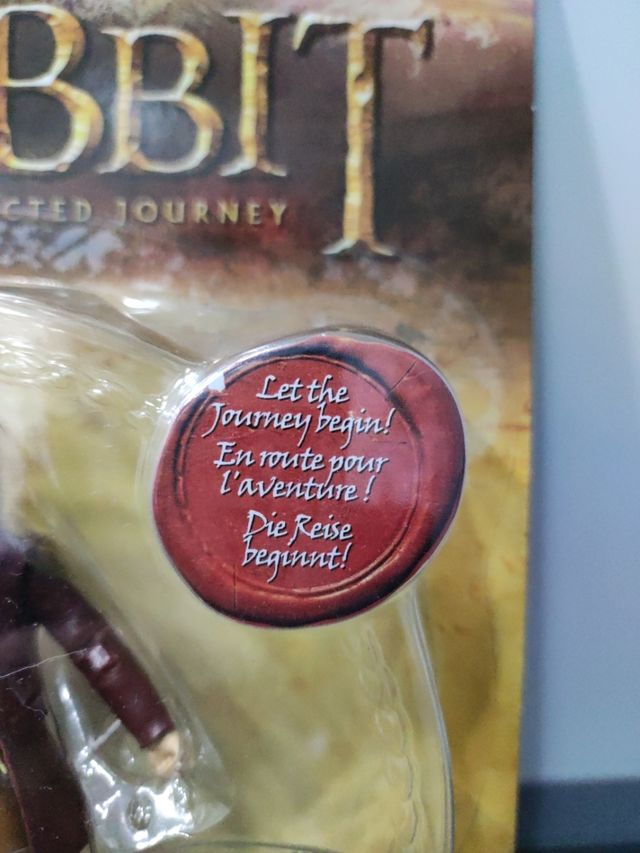 BBIT
CTED JOURNEY
Let the
Journey begin!
En route pour
l'aventure !
Die Reise
beginnt!